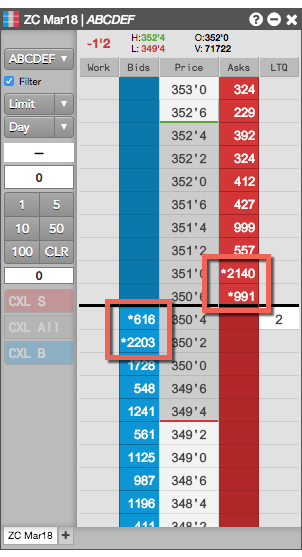 ZC Mar18 | ABCDEF
ABCDEF
Filter
Limit
Day
—
0
1 5
10 50
100 CLR
0
CXL S
CXL All
CXL B
-1'2 H:352'4 O:352'0
L: 349'4 V: 71722
Work Bids Price Asks LTQ
353'0 324
352'6 229
352'4 392
352'2 324
352'0 412
351'6 427
351'4 999
351'2 557
351'0 *2140
350'6 *991
*616 350'4 2
*2203 350'2
1728 350'0
548 349'6
1241 349'4
561 349'2
1125 349'0
987 348'6
1196 348'4
411 348'2
ZC Mar18 +